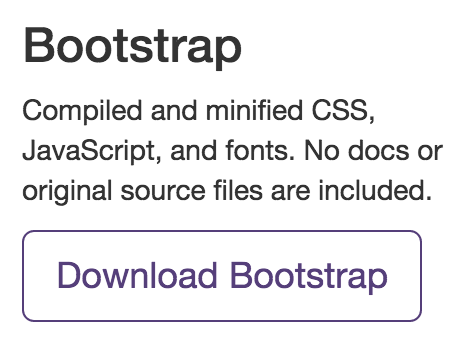 Bootstrap
Compiled and minified CSS,
JavaScript, and fonts. No docs or
original source files are included.
Download Bootstrap